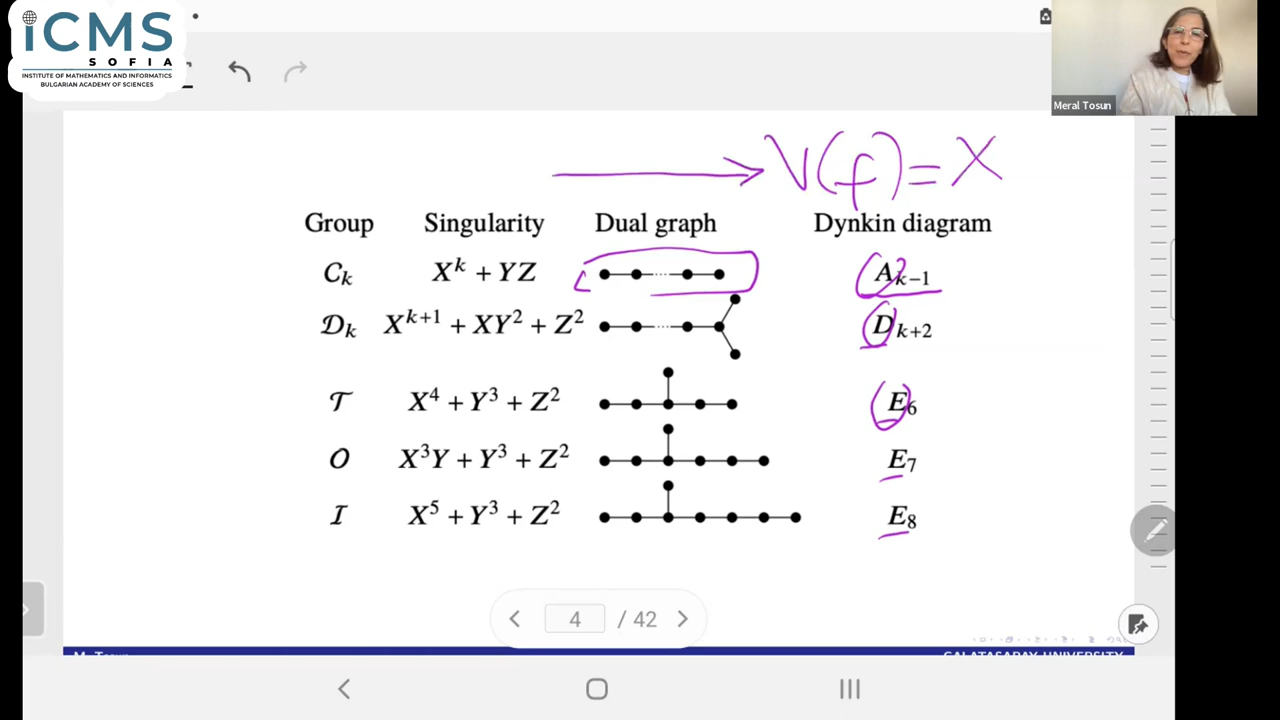 iCMS
SOFIA
INSTITUTE OF MATHEMATICS AND INFORMATICS
BULGARIAN ACADEMY OF SCIENCES
Meral Tosun
V(f) = X
Group Singularity Dual graph Dynkin diagram
C_k X^k + YZ A_{k−1}
D_k X^{k+1} + XY^2 + Z^2 D_{k+2}
T X^4 + Y^3 + Z^2 E_6
O X^3Y + Y^3 + Z^2 E_7
I X^5 + Y^3 + Z^2 E_8
4 / 42
M. Tosun GALATASARAY UNIVERSITY